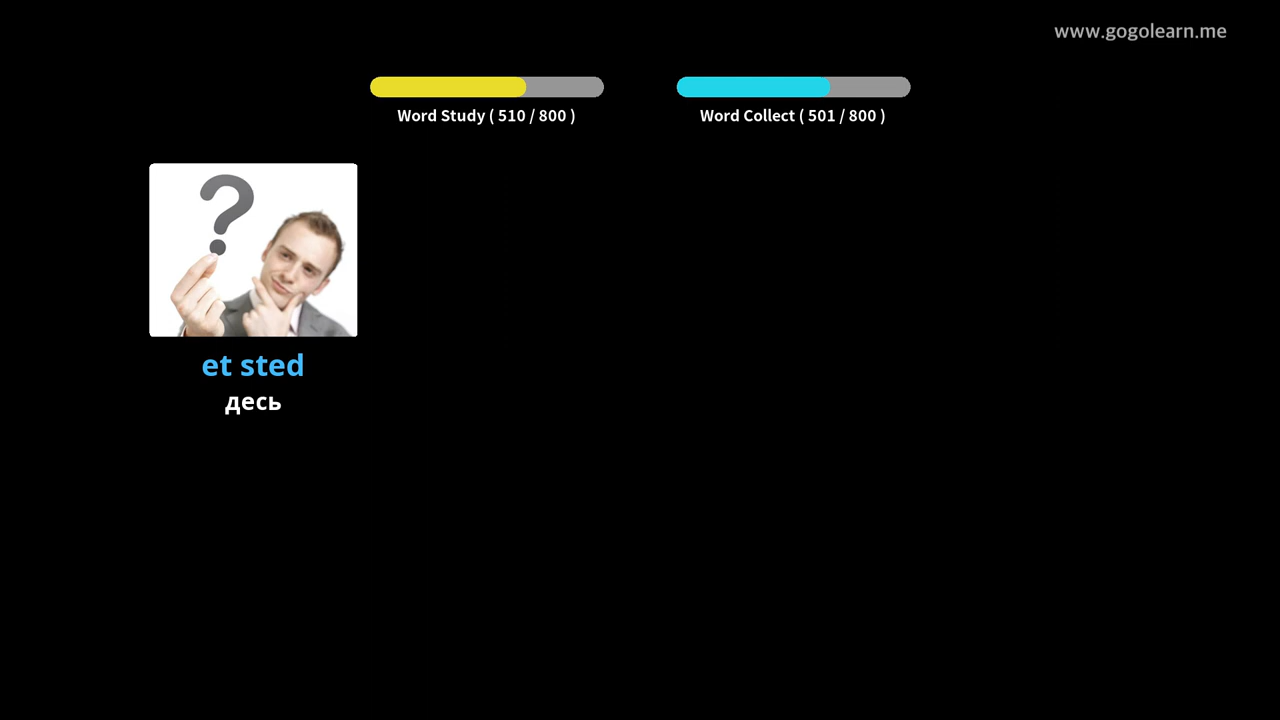 www.gogolearn.me
Word Study ( 510 / 800 )
Word Collect ( 501 / 800 )
?
et sted
десь